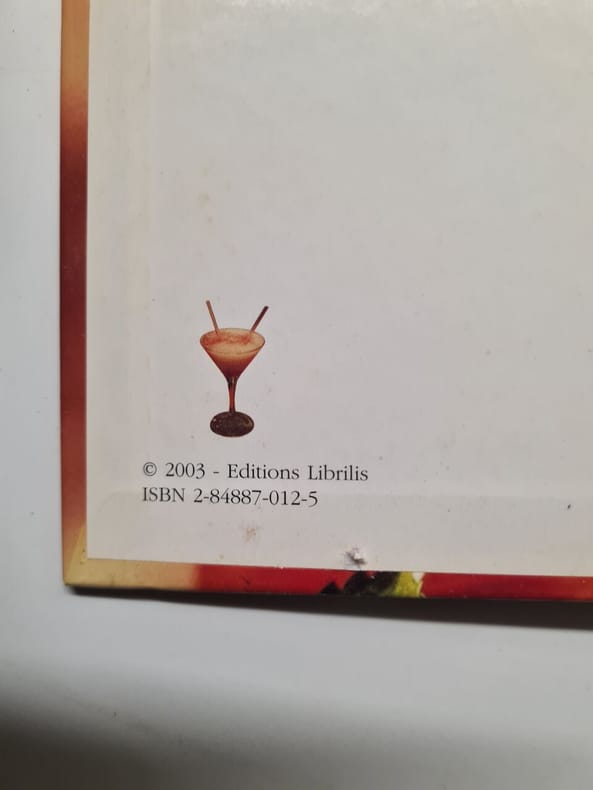 © 2003 - Editions Librilis
ISBN 2-84887-012-5